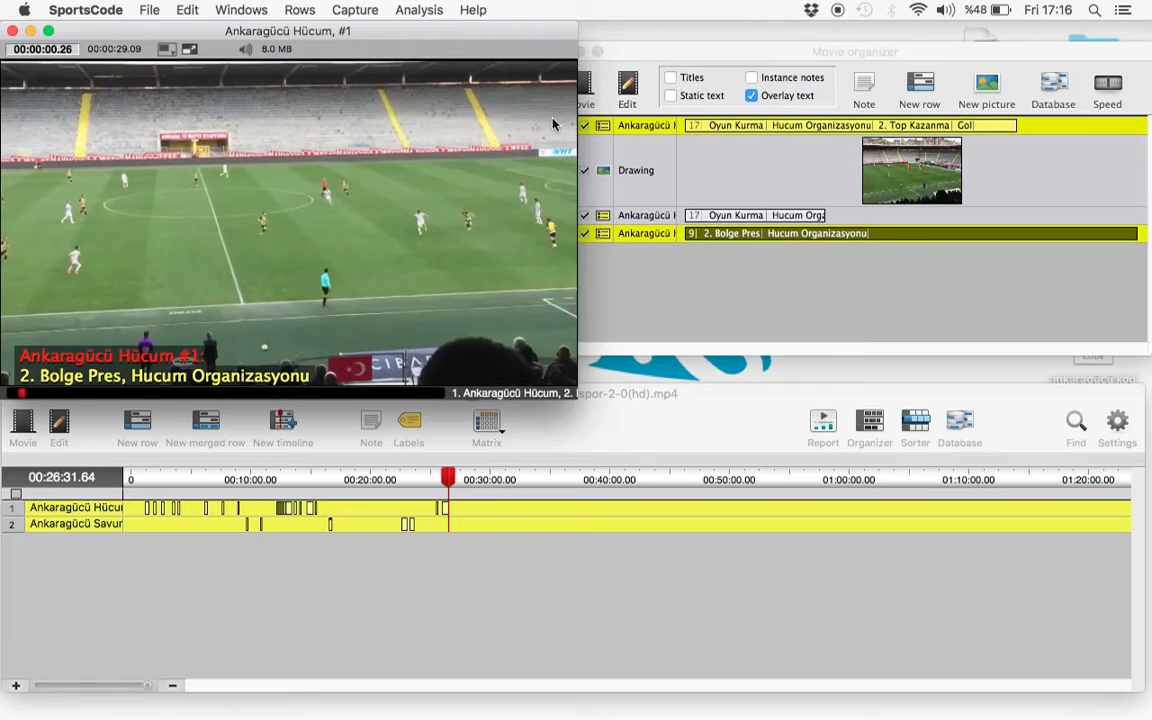 SportsCode File Edit Windows Rows Capture Analysis Help %48 Fri 17:16
Ankaragücü Hücum, #1
00:00:00.26 00:00:29.09 8.0 MB
Movie organizer
Titles Instance notes
Static text Overlay text
Edit Note New row New picture Database Speed
17 Oyun Kurma Hucum Organizasyonu 2. Top Kazanma Gol
Drawing
17 Oyun Kurma
9 2. Bolge Pres Hucum Organizasyonu
Ankaragücü Hücum #1:
2. Bolge Pres, Hucum Organizasyonu
1. Ankaragücü Hücum, 2.
spor-2-0(hd).mp4
Movie Edit New row New merged row New timeline Note Labels Matrix Report Organizer Sorter Database Find Settings
00:26:31.64 0 00:10:00.00 00:20:00.00 00:30:00.00 00:40:00.00 00:50:00.00 01:00:00.00 01:10:00.00 01:20:00.00
1 Ankaragücü Hücur
2 Ankaragücü Savur